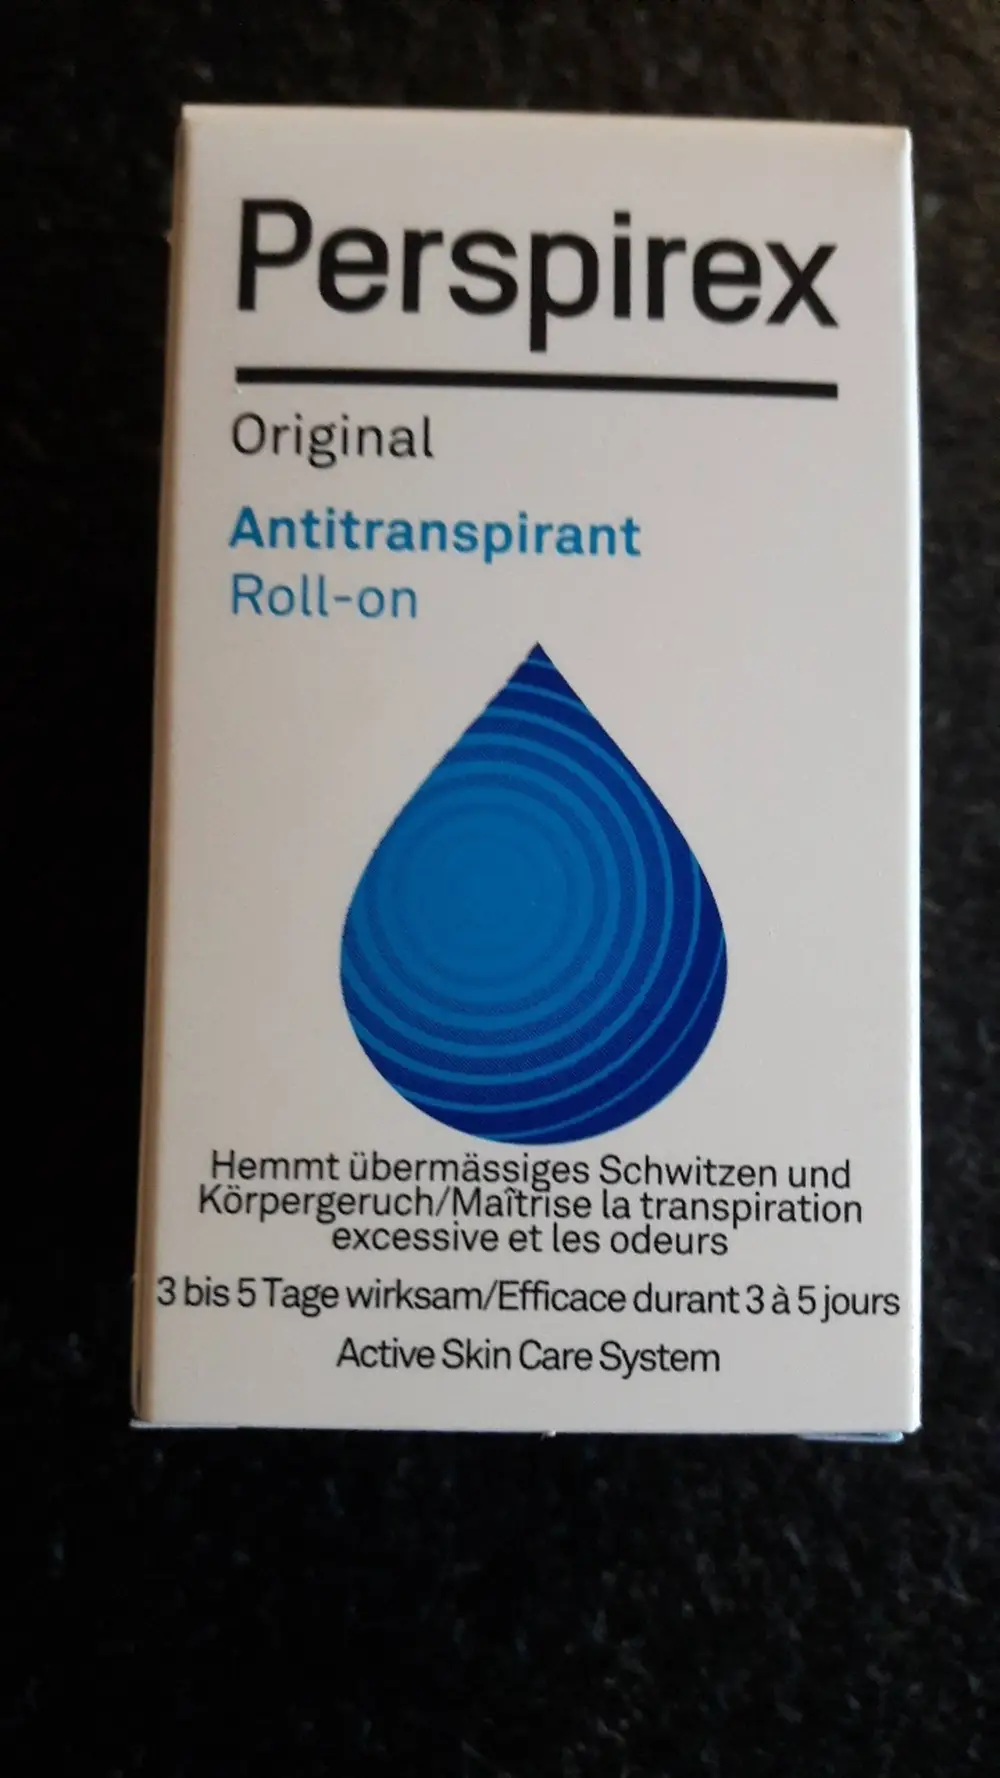 Perspirex
Original
Antitranspirant
Roll-on
Hemmt übermässiges Schwitzen und
Körpergeruch/Maîtrise la transpiration
excessive et les odeurs
3 bis 5 Tage wirksam/Efficace durant 3 à 5 jours
Active Skin Care System